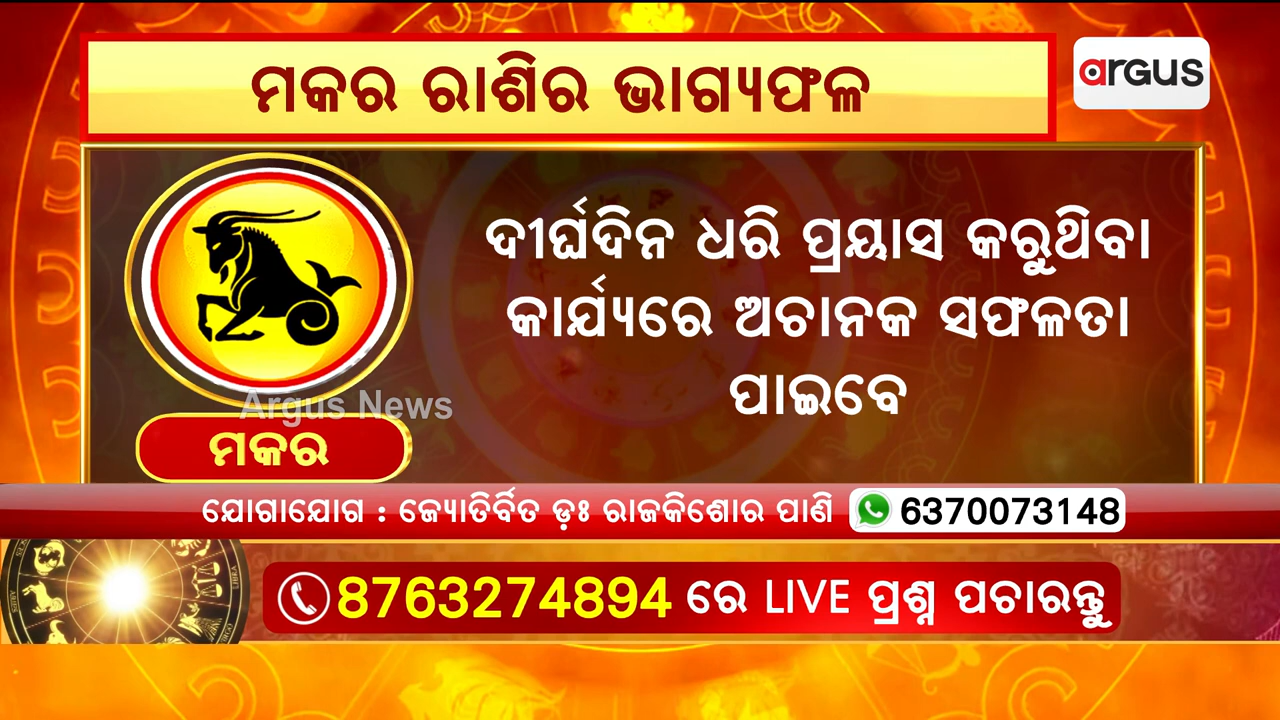 ମକର ରାଶିର ଭାଗ୍ୟଫଳ
argus
ଦୀର୍ଘଦିନ ଧରି ପ୍ରୟାସ କରୁଥିବା
କାର୍ଯ୍ୟରେ ଅଚାନକ ସଫଳତା
ପାଇବେ
Argus News
ମକର
ଯୋଗାଯୋଗ : ଜ୍ୟୋତିର୍ବିତ ଡ଼ଃ ରାଜକିଶୋର ପାଣି 6370073148
8763274894 ରେ LIVE ପ୍ରଶ୍ନ ପଚାରନ୍ତୁ